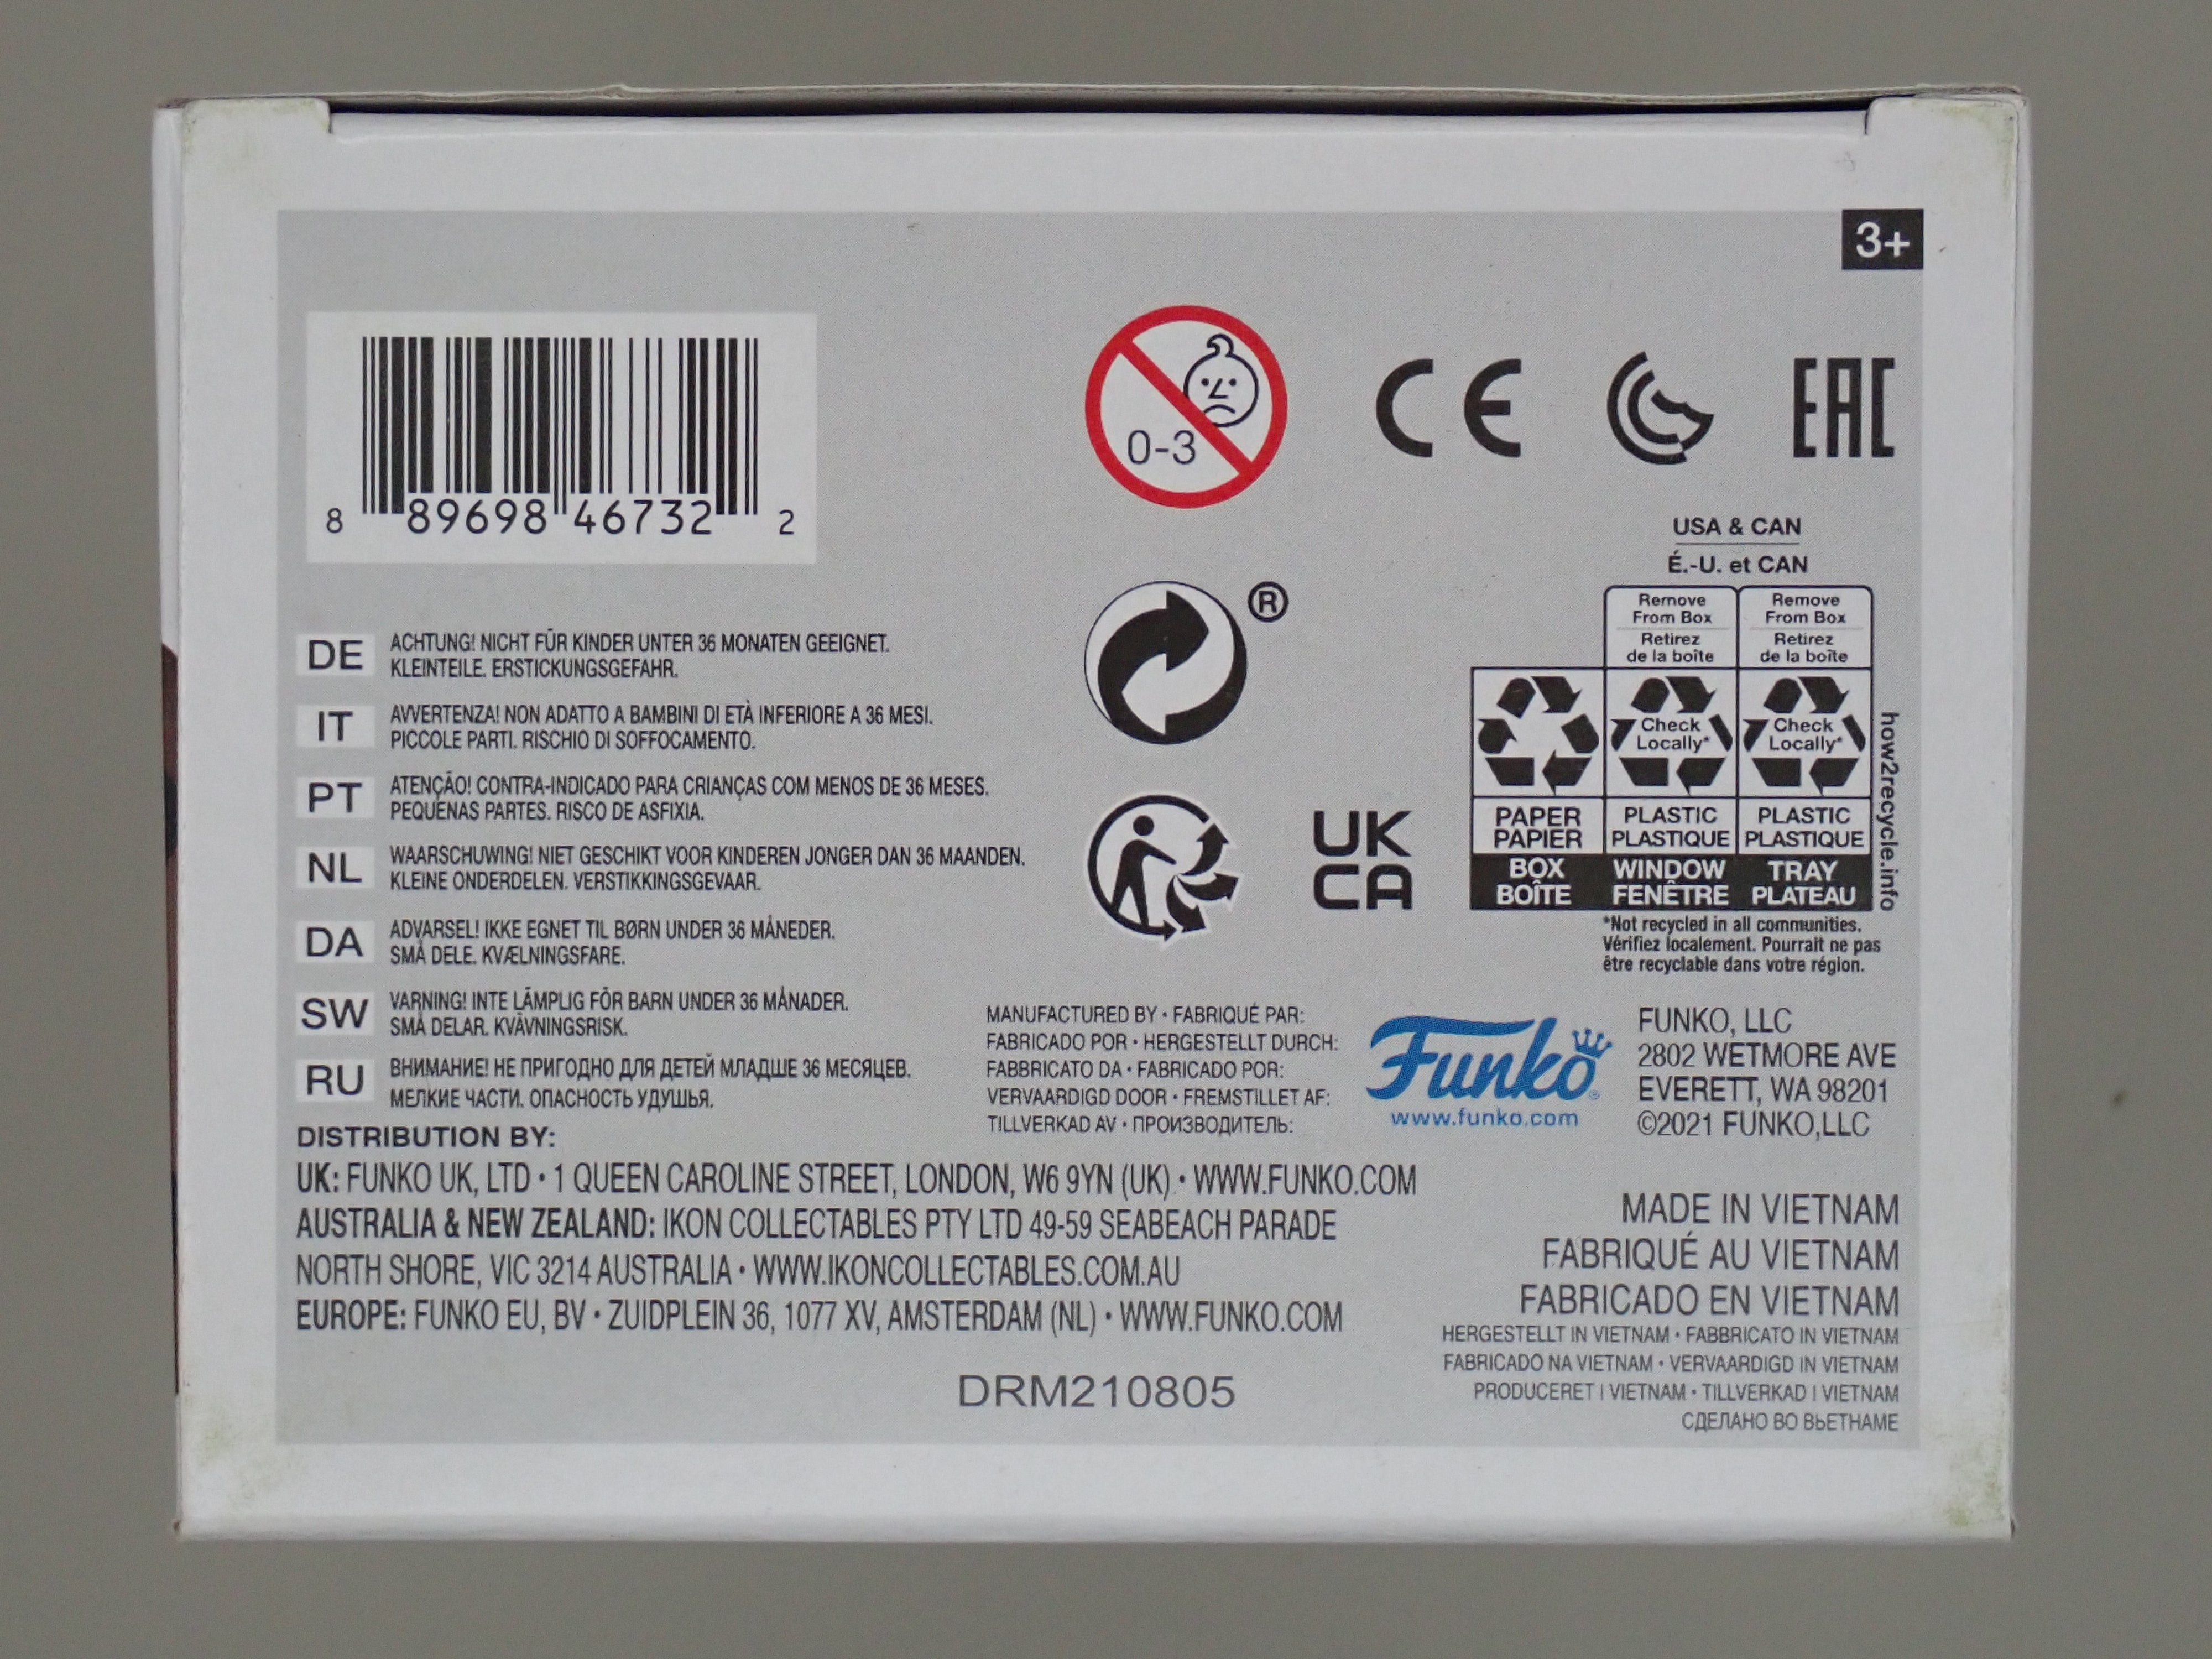 3+
8 89698 46732 2
0-3
CE
EAC
USA & CAN
É.-U. et CAN
Remove From Box
Retirez de la boîte
Remove From Box
Retirez de la boîte
Check Locally*
Check Locally*
PAPER PAPIER
PLASTIC PLASTIQUE
PLASTIC PLASTIQUE
BOX BOÎTE
WINDOW FENÊTRE
TRAY PLATEAU
how2recycle.info
*Not recycled in all communities.
Vérifiez localement. Pourrait ne pas
être recyclable dans votre région.
®
UK
CA
DE ACHTUNG! NICHT FÜR KINDER UNTER 36 MONATEN GEEIGNET.
KLEINTEILE. ERSTICKUNGSGEFAHR.
IT AVVERTENZA! NON ADATTO A BAMBINI DI ETÀ INFERIORE A 36 MESI.
PICCOLE PARTI. RISCHIO DI SOFFOCAMENTO.
PT ATENÇÃO! CONTRA-INDICADO PARA CRIANÇAS COM MENOS DE 36 MESES.
PEQUENAS PARTES. RISCO DE ASFIXIA.
NL WAARSCHUWING! NIET GESCHIKT VOOR KINDEREN JONGER DAN 36 MAANDEN.
KLEINE ONDERDELEN. VERSTIKKINGSGEVAAR.
DA ADVARSEL! IKKE EGNET TIL BØRN UNDER 36 MÅNEDER.
SMÅ DELE. KVÆLNINGSFARE.
SW VARNING! INTE LÄMPLIG FÖR BARN UNDER 36 MÅNADER.
SMÅ DELAR. KVÄVNINGSRISK.
RU ВНИМАНИЕ! НЕ ПРИГОДНО ДЛЯ ДЕТЕЙ МЛАДШЕ 36 МЕСЯЦЕВ.
МЕЛКИЕ ЧАСТИ. ОПАСНОСТЬ УДУШЬЯ.
MANUFACTURED BY • FABRIQUÉ PAR:
FABRICADO POR • HERGESTELLT DURCH:
FABBRICATO DA • FABRICADO POR:
VERVAARDIGD DOOR • FREMSTILLET AF:
TILLVERKAD AV • ПРОИЗВОДИТЕЛЬ:
Funko®
www.funko.com
FUNKO, LLC
2802 WETMORE AVE
EVERETT, WA 98201
©2021 FUNKO,LLC
DISTRIBUTION BY:
UK: FUNKO UK, LTD • 1 QUEEN CAROLINE STREET, LONDON, W6 9YN (UK) • WWW.FUNKO.COM
AUSTRALIA & NEW ZEALAND: IKON COLLECTABLES PTY LTD 49-59 SEABEACH PARADE
NORTH SHORE, VIC 3214 AUSTRALIA • WWW.IKONCOLLECTABLES.COM.AU
EUROPE: FUNKO EU, BV • ZUIDPLEIN 36, 1077 XV, AMSTERDAM (NL) • WWW.FUNKO.COM
MADE IN VIETNAM
FABRIQUÉ AU VIETNAM
FABRICADO EN VIETNAM
HERGESTELLT IN VIETNAM • FABBRICATO IN VIETNAM
FABRICADO NA VIETNAM • VERVAARDIGD IN VIETNAM
PRODUCERET I VIETNAM • TILLVERKAD I VIETNAM
СДЕЛАНО ВО ВЬЕТНАМЕ
DRM210805